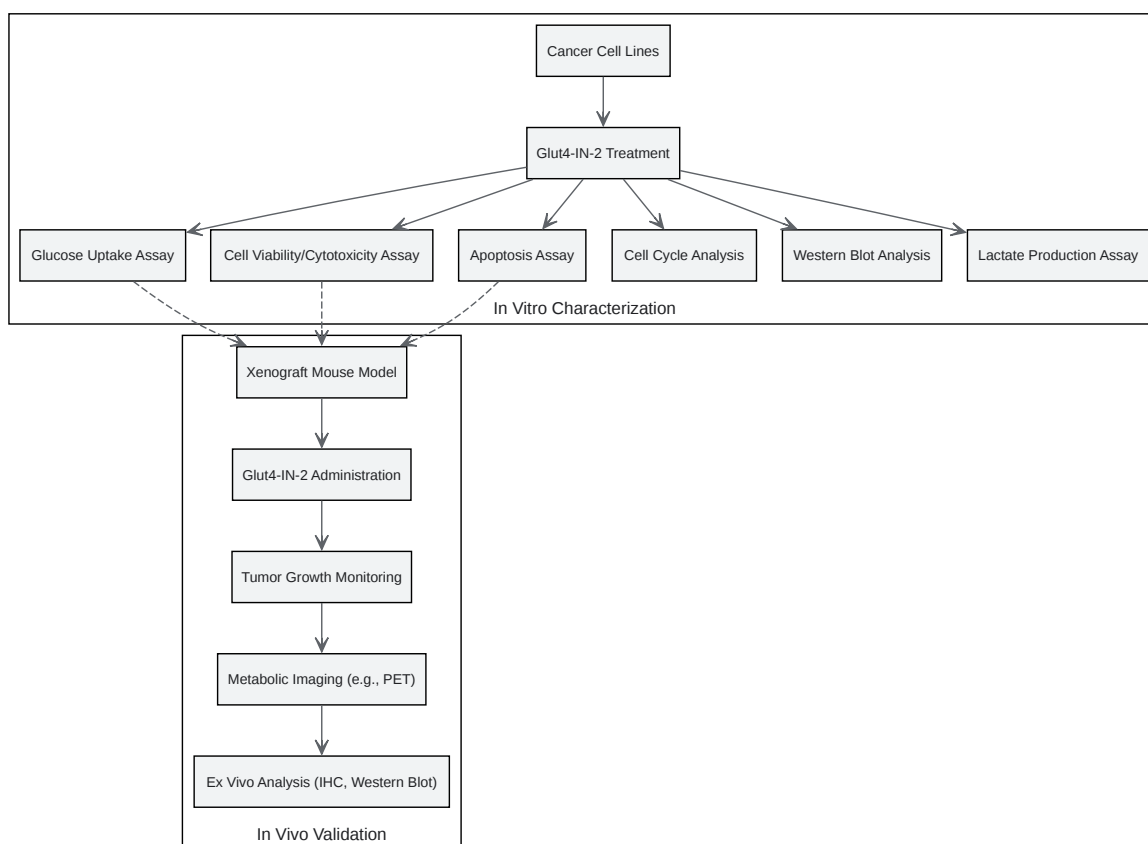 Cancer Cell Lines
Glut4-IN-2 Treatment
Glucose Uptake Assay
Cell Viability/Cytotoxicity Assay
Apoptosis Assay
Cell Cycle Analysis
Western Blot Analysis
Lactate Production Assay
In Vitro Characterization
Xenograft Mouse Model
Glut4-IN-2 Administration
Tumor Growth Monitoring
Metabolic Imaging (e.g., PET)
Ex Vivo Analysis (IHC, Western Blot)
In Vivo Validation